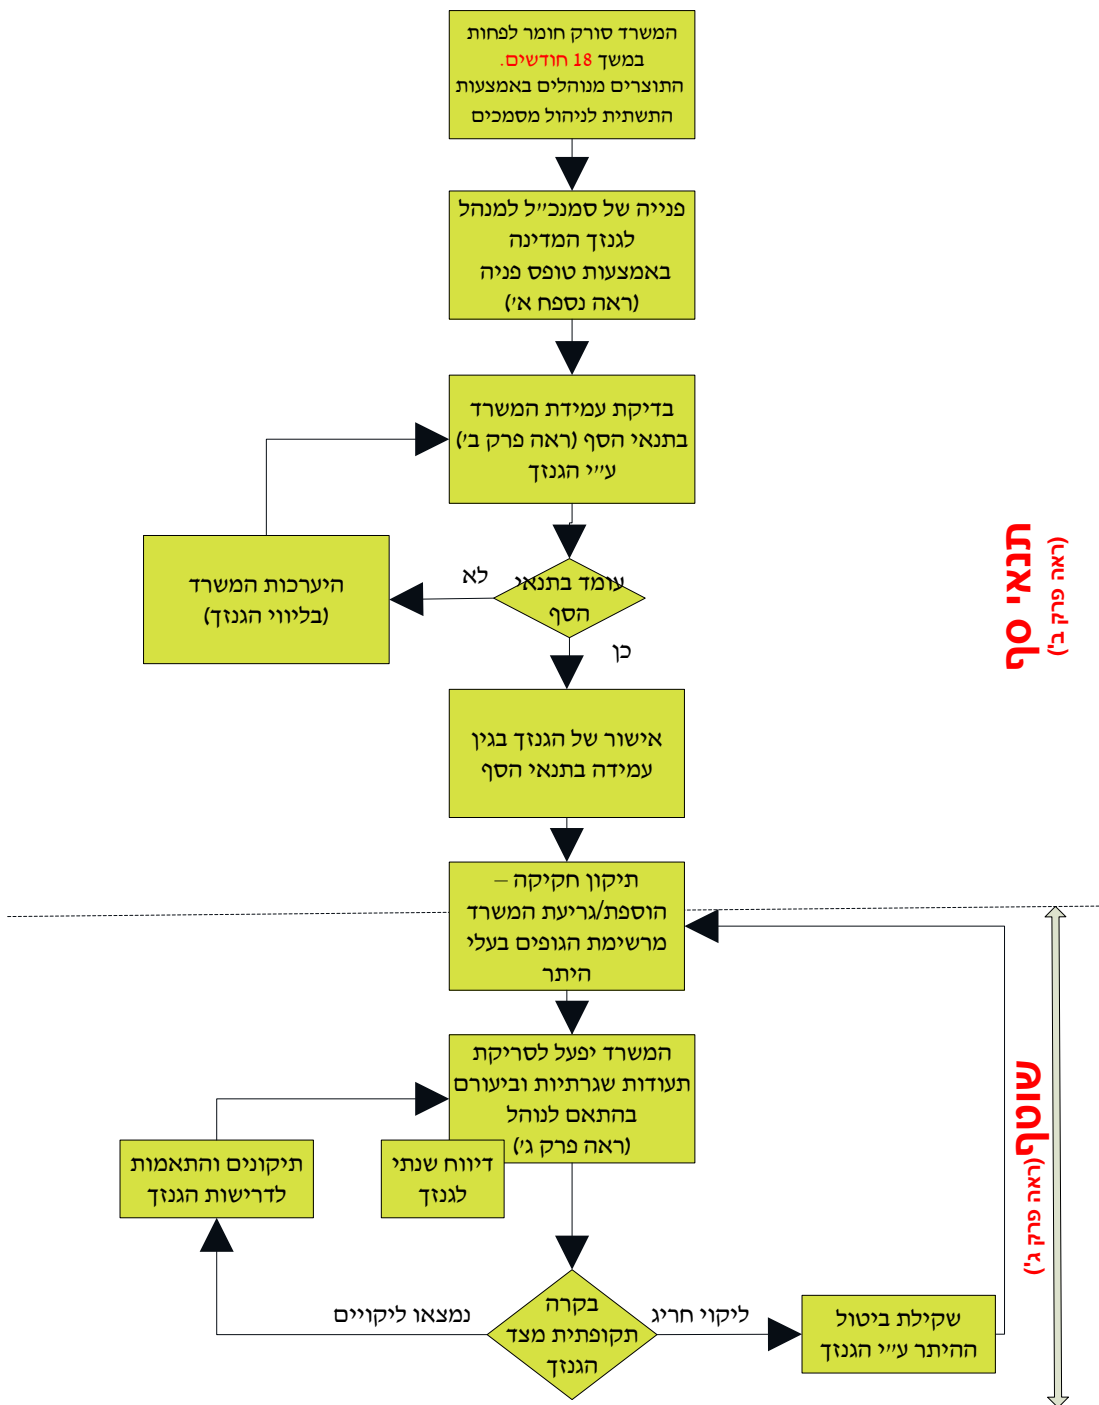 המשרד סורק חומר לפחות
במשך 18 חודשים.
התוצרים מנוהלים באמצעות
התשתית לניהול מסמכים
פנייה של סמנכ״ל למנהל
לגנזך המדינה
באמצעות טופס פניה
(ראה נספח א׳)
בדיקת עמידת המשרד
בתנאי הסף (ראה פרק ב׳)
ע״י הגנזך
עומד בתנאי
הסף
לא
היערכות המשרד
(בליווי הגנזך)
כן
תנאי סף
(ראה פרק ב')
אישור של הגנזך בגין
עמידה בתנאי הסף
תיקון חקיקה –
הוספת/גריעת המשרד
מרשימת הגופים בעלי
היתר
המשרד יפעל לסריקת
תעודות שגרתיות וביעורם
בהתאם לנוהל
(ראה פרק ג׳)
דיווח שנתי
לגנזך
תיקונים והתאמות
לדרישות הגנזך
שוטף
(ראה פרק ג')
בקרה
תקופתית מצד
הגנזך
ליקוי חריג
נמצאו ליקויים
שקילת ביטול
ההיתר ע״י הגנזך